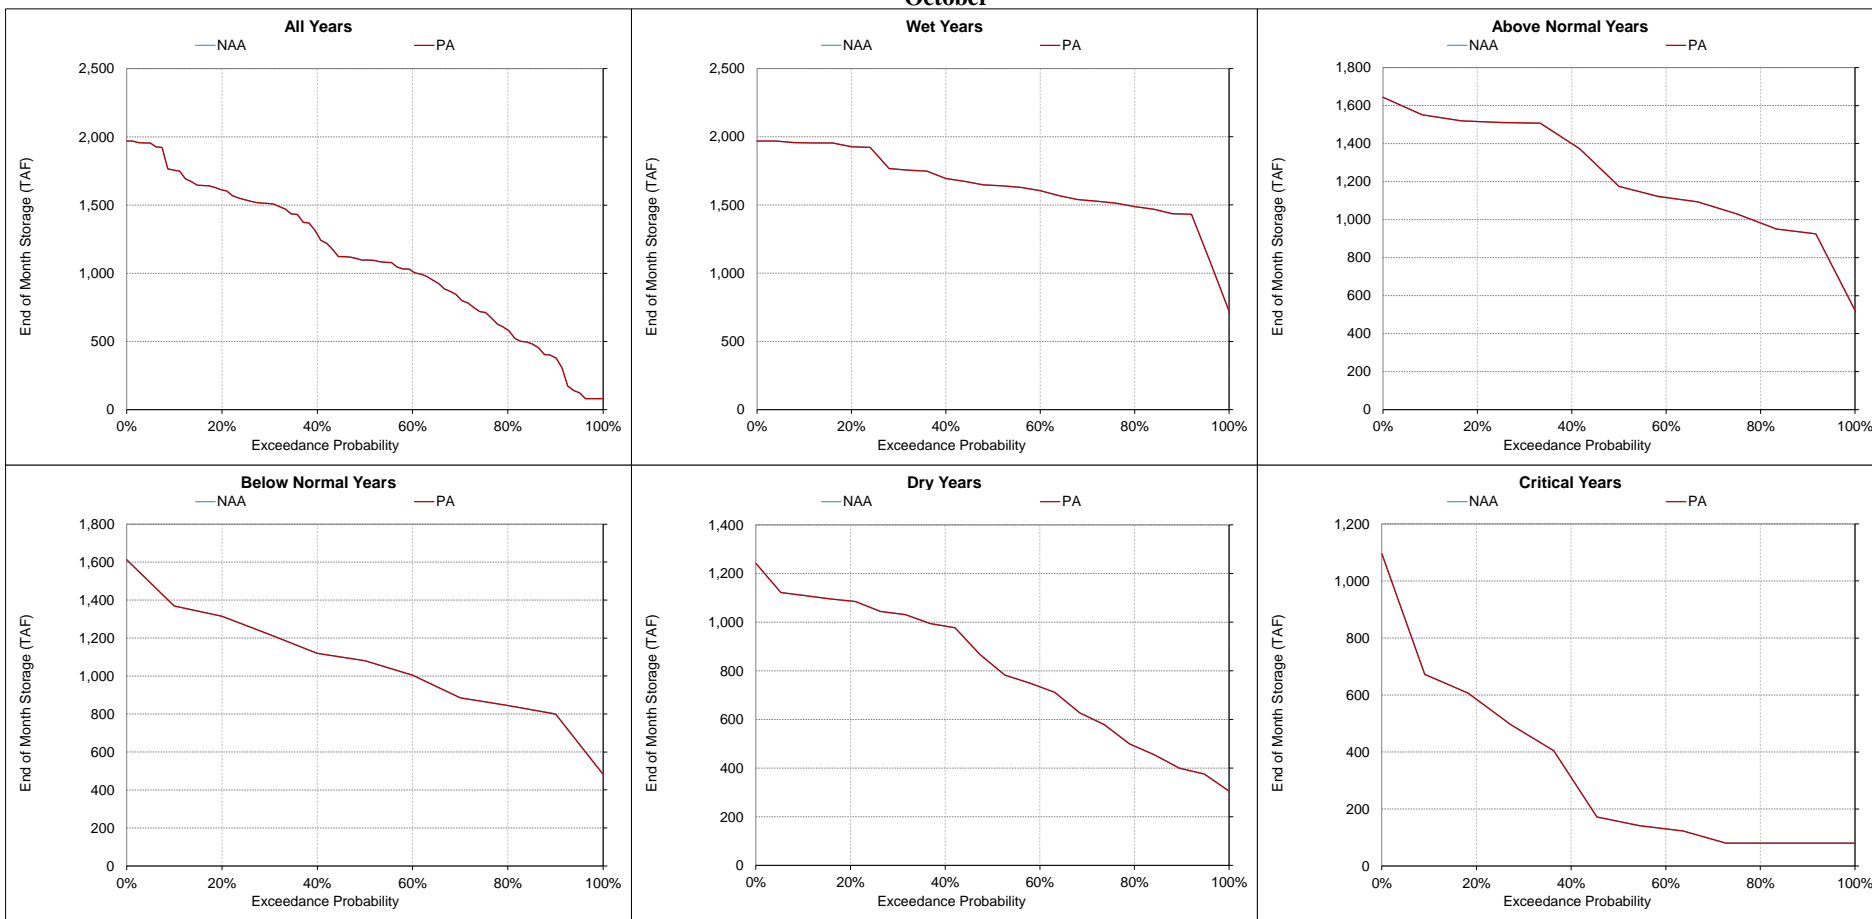 October
All Years
NAA PA
2,500
2,000
1,500
1,000
500
0
End of Month Storage (TAF)
0% 20% 40% 60% 80% 100%
Exceedance Probability
Wet Years
NAA PA
2,500
2,000
1,500
1,000
500
0
End of Month Storage (TAF)
0% 20% 40% 60% 80% 100%
Exceedance Probability
Above Normal Years
NAA PA
1,800
1,600
1,400
1,200
1,000
800
600
400
200
0
End of Month Storage (TAF)
0% 20% 40% 60% 80% 100%
Exceedance Probability
Below Normal Years
NAA PA
1,800
1,600
1,400
1,200
1,000
800
600
400
200
0
End of Month Storage (TAF)
0% 20% 40% 60% 80% 100%
Exceedance Probability
Dry Years
NAA PA
1,400
1,200
1,000
800
600
400
200
0
End of Month Storage (TAF)
0% 20% 40% 60% 80% 100%
Exceedance Probability
Critical Years
NAA PA
1,200
1,000
800
600
400
200
0
End of Month Storage (TAF)
0% 20% 40% 60% 80% 100%
Exceedance Probability